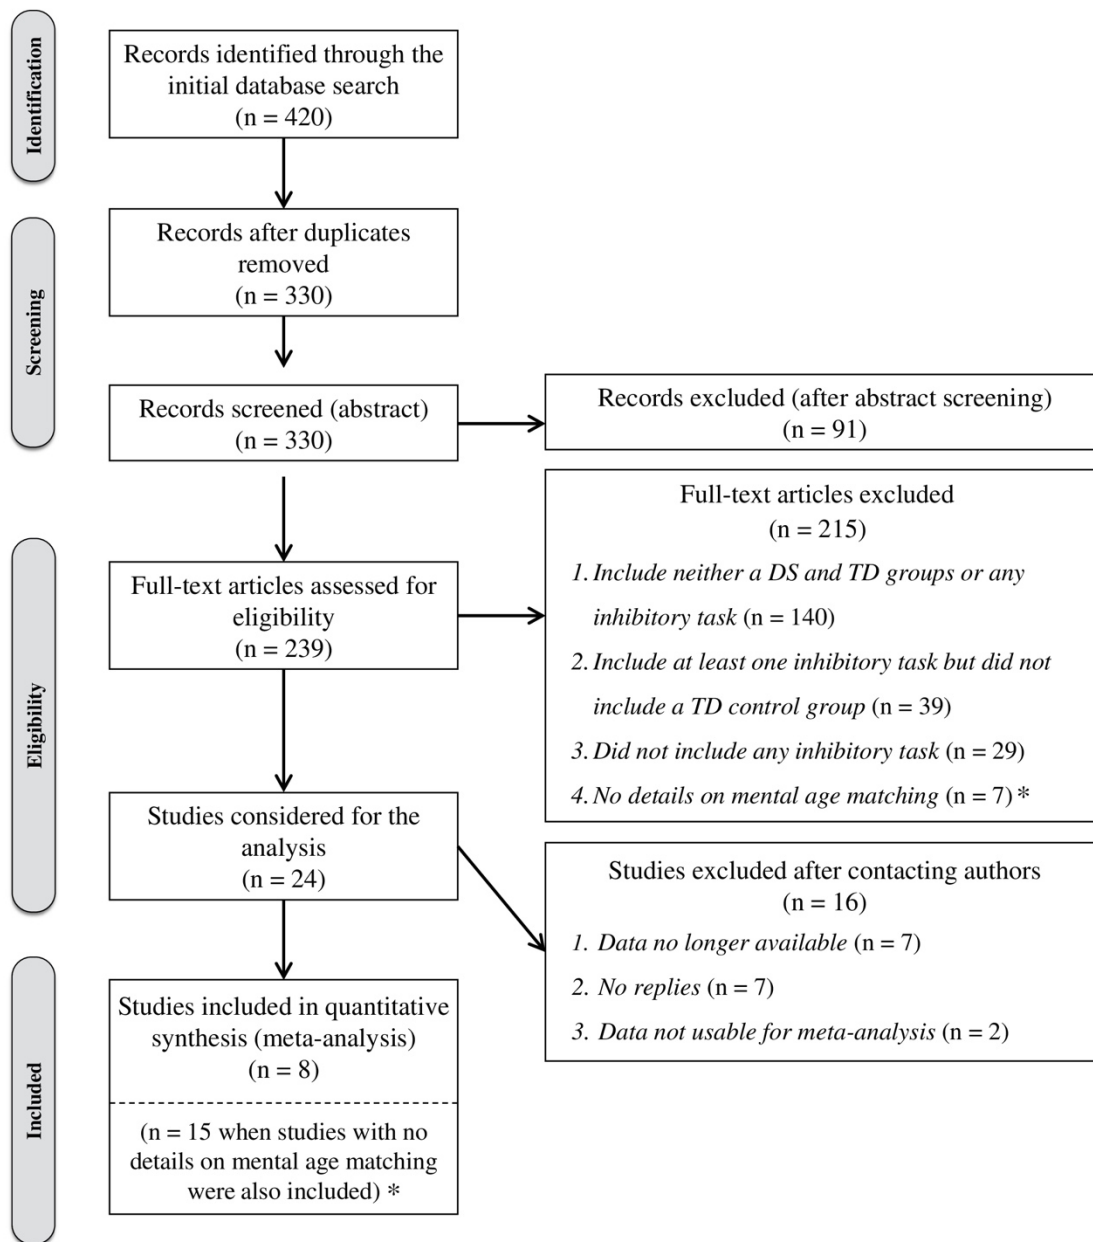 Identification
Records identified through the
initial database search
(n = 420)
Screening
Records after duplicates
removed
(n = 330)
Records screened (abstract)
(n = 330)
Records excluded (after abstract screening)
(n = 91)
Eligibility
Full-text articles assessed for
eligibility
(n = 239)
Full-text articles excluded
(n = 215)
1. Include neither a DS and TD groups or any
inhibitory task (n = 140)
2. Include at least one inhibitory task but did not
include a TD control group (n = 39)
3. Did not include any inhibitory task (n = 29)
4. No details on mental age matching (n = 7) *
Studies considered for the
analysis
(n = 24)
Studies excluded after contacting authors
(n = 16)
1. Data no longer available (n = 7)
2. No replies (n = 7)
3. Data not usable for meta-analysis (n = 2)
Included
Studies included in quantitative
synthesis (meta-analysis)
(n = 8)
(n = 15 when studies with no
details on mental age matching
were also included) *